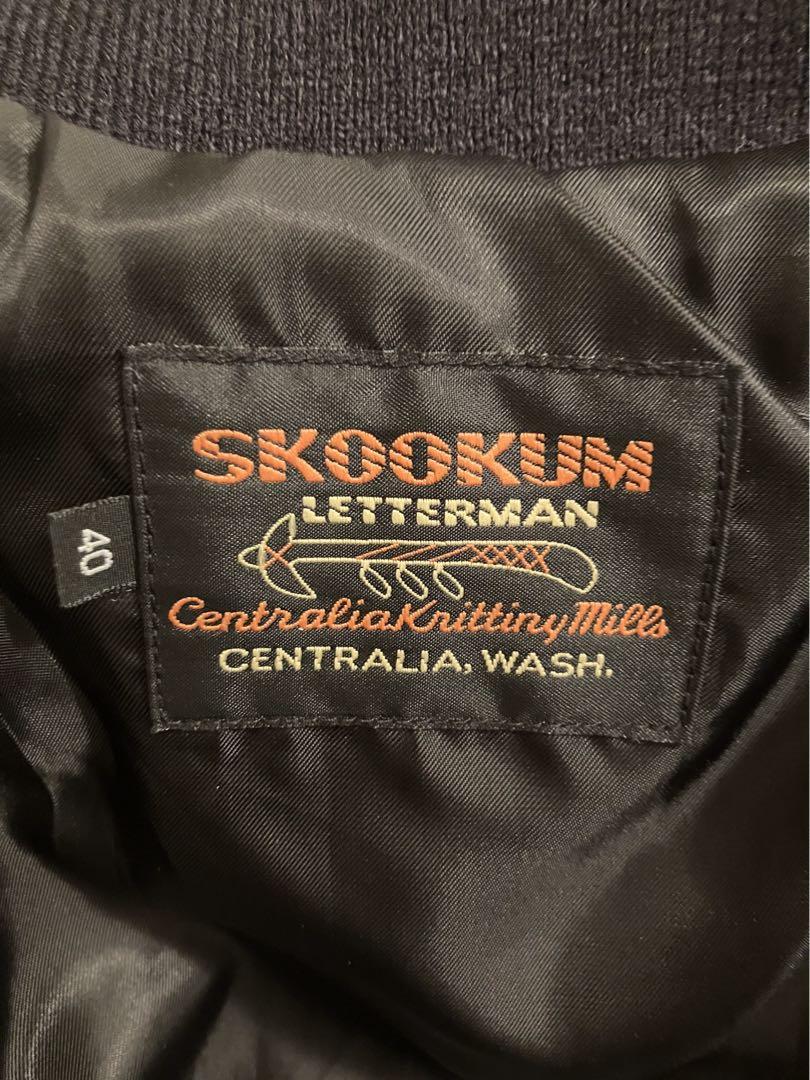 SKOOKUM
LETTERMAN
Centralia Knitting Mills
CENTRALIA, WASH.
40